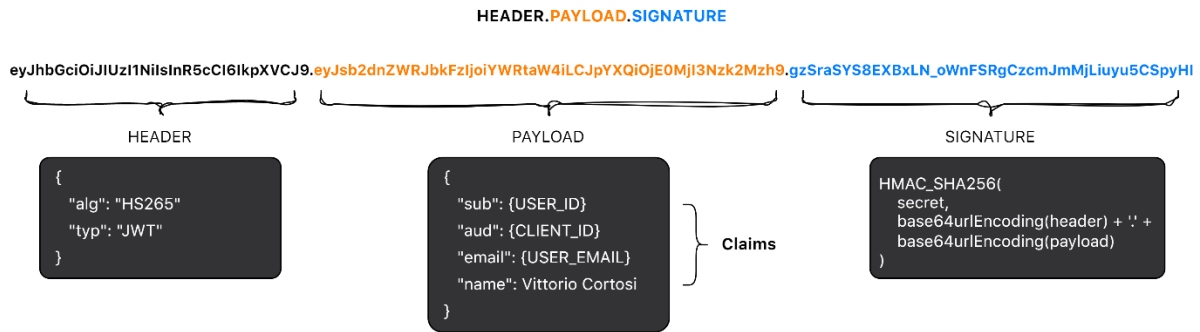 HEADER.PAYLOAD.SIGNATURE
eyJhbGciOiJIUzI1NiIsInR5cCI6IkpXVCJ9.eyJsb2dnZWRJbkFzIjoiYWRtaW4iLCJpYXQiOjE0MjI3Nzk2Mzh9.gzSraSYS8EXBxLN_oWnFSRgCzcmJmMjLiuyu5CSpyHI
HEADER
PAYLOAD
SIGNATURE
{
"alg": "HS265"
"typ": "JWT"
}
{
"sub": {USER_ID}
"aud": {CLIENT_ID}
"email": {USER_EMAIL}
"name": Vittorio Cortosi
}
Claims
HMAC_SHA256(
secret,
base64urlEncoding(header) + '.' +
base64urlEncoding(payload)
)